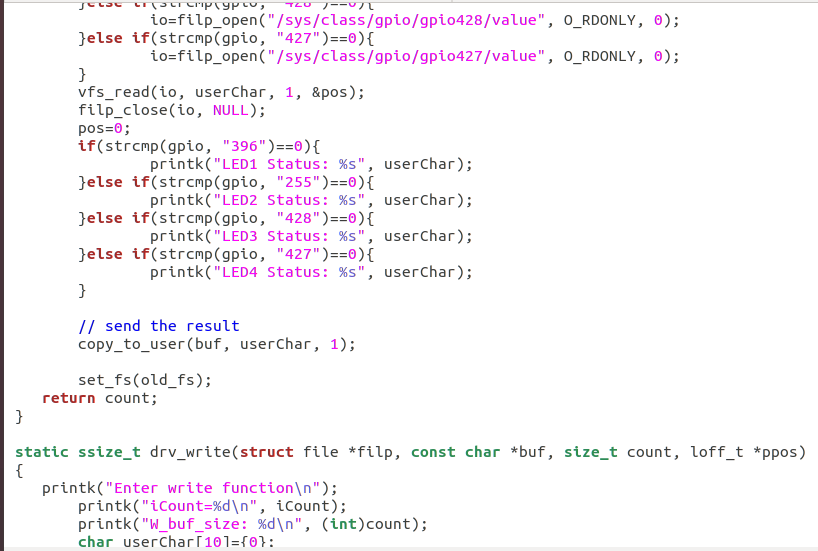 }else if(strcmp(gpio, "428")==0){
io=filp_open("/sys/class/gpio/gpio428/value", O_RDONLY, 0);
}else if(strcmp(gpio, "427")==0){
io=filp_open("/sys/class/gpio/gpio427/value", O_RDONLY, 0);
}
vfs_read(io, userChar, 1, &pos);
filp_close(io, NULL);
pos=0;
if(strcmp(gpio, "396")==0){
printk("LED1 Status: %s", userChar);
}else if(strcmp(gpio, "255")==0){
printk("LED2 Status: %s", userChar);
}else if(strcmp(gpio, "428")==0){
printk("LED3 Status: %s", userChar);
}else if(strcmp(gpio, "427")==0){
printk("LED4 Status: %s", userChar);
}
// send the result
copy_to_user(buf, userChar, 1);
set_fs(old_fs);
return count;
}
static ssize_t drv_write(struct file *filp, const char *buf, size_t count, loff_t *ppos)
{
printk("Enter write function\n");
printk("iCount=%d\n", iCount);
printk("W_buf_size: %d\n", (int)count);
char userChar[10]={0};